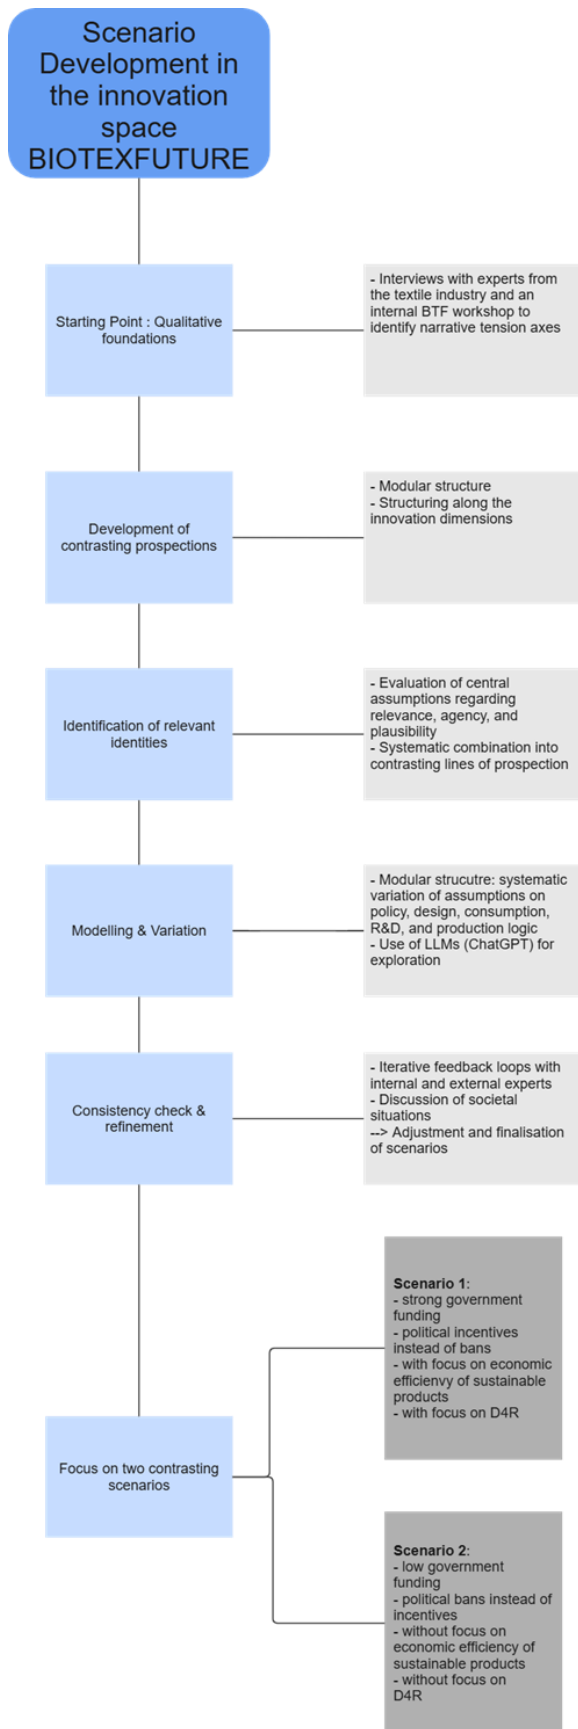 Scenario
Development in
the innovation
space
BIOTEXFUTURE
Starting Point : Qualitative
foundations
- Interviews with experts from
the textile industry and an
internal BTF workshop to
identify narrative tension axes
Development of
contrasting prospections
- Modular structure
- Structuring along the
innovation dimensions
Identification of relevant
identities
- Evaluation of central
assumptions regarding
relevance, agency, and
plausibility
- Systematic combination into
contrasting lines of prospection
Modelling & Variation
- Modular strucutre: systematic
variation of assumptions on
policy, design, consumption,
R&D, and production logic
- Use of LLMs (ChatGPT) for
exploration
Consistency check &
refinement
- Iterative feedback loops with
internal and external experts
- Discussion of societal
situations
--> Adjustment and finalisation
of scenarios
Focus on two contrasting
scenarios
Scenario 1:
- strong government
funding
- political incentives
instead of bans
- with focus on economic
efficienvy of sustainable
products
- with focus on D4R
Scenario 2:
- low government
funding
- political bans instead of
incentives
- without focus on
economic efficiency of
sustainable products
- without focus on
D4R